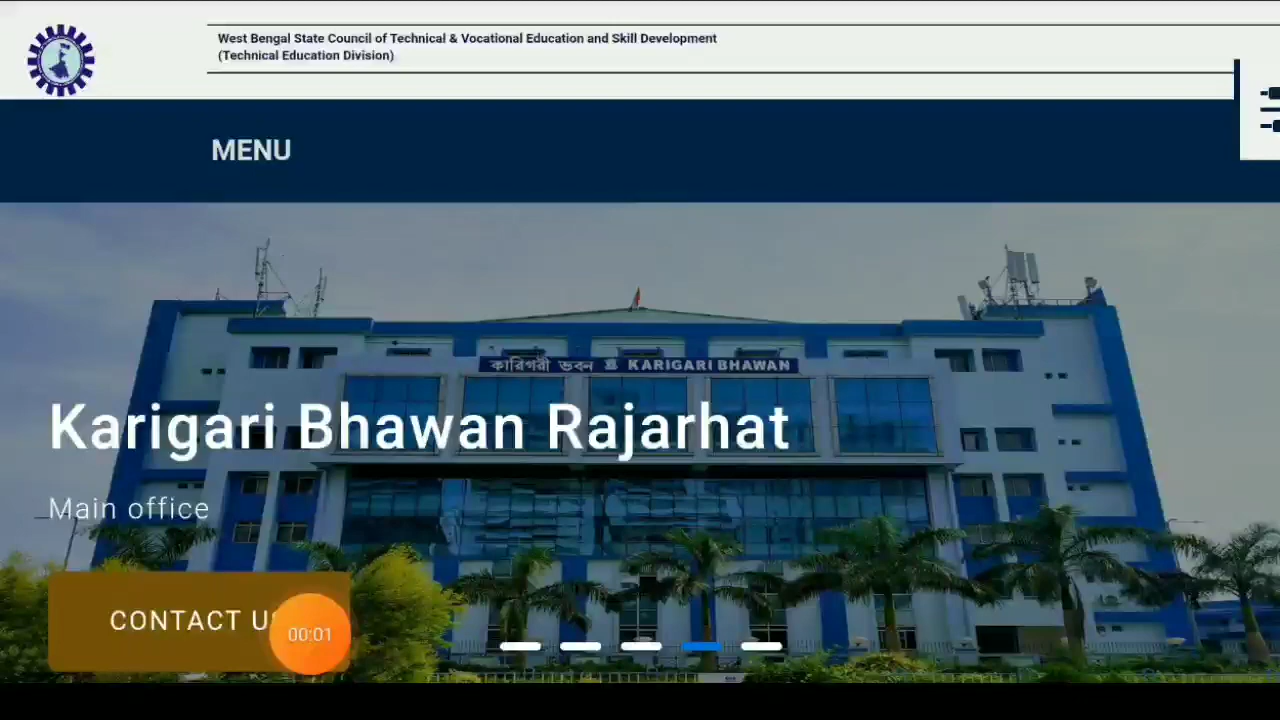 West Bengal State Council of Technical & Vocational Education and Skill Development
(Technical Education Division)
MENU
কারিগরী ভবন KARIGARI BHAWAN
Karigari Bhawan Rajarhat
Main office
CONTACT US
00:01